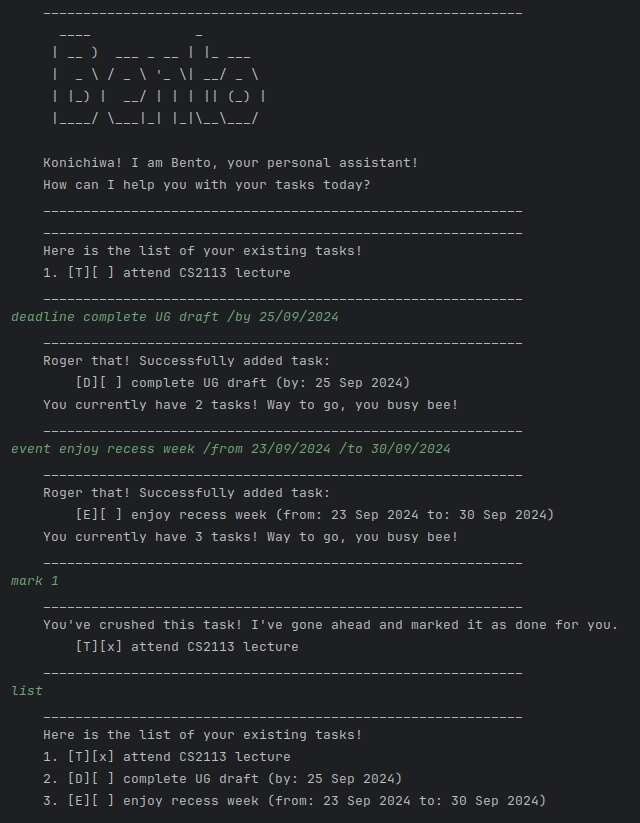 ____________________________________________________________
  ____             _
 | __ )  ___ _ __ | |_ ___
 |  _ \ / _ \ '_ \| __/ _ \
 | |_) |  __/ | | | || (_) |
 |____/ \___|_| |_|\__\___/
Konichiwa! I am Bento, your personal assistant!
How can I help you with your tasks today?
____________________________________________________________
____________________________________________________________
Here is the list of your existing tasks!
1. [T][ ] attend CS2113 lecture
____________________________________________________________
deadline complete UG draft /by 25/09/2024
____________________________________________________________
Roger that! Successfully added task:
    [D][ ] complete UG draft (by: 25 Sep 2024)
You currently have 2 tasks! Way to go, you busy bee!
____________________________________________________________
event enjoy recess week /from 23/09/2024 /to 30/09/2024
____________________________________________________________
Roger that! Successfully added task:
    [E][ ] enjoy recess week (from: 23 Sep 2024 to: 30 Sep 2024)
You currently have 3 tasks! Way to go, you busy bee!
____________________________________________________________
mark 1
____________________________________________________________
You've crushed this task! I've gone ahead and marked it as done for you.
    [T][x] attend CS2113 lecture
____________________________________________________________
list
____________________________________________________________
Here is the list of your existing tasks!
1. [T][x] attend CS2113 lecture
2. [D][ ] complete UG draft (by: 25 Sep 2024)
3. [E][ ] enjoy recess week (from: 23 Sep 2024 to: 30 Sep 2024)